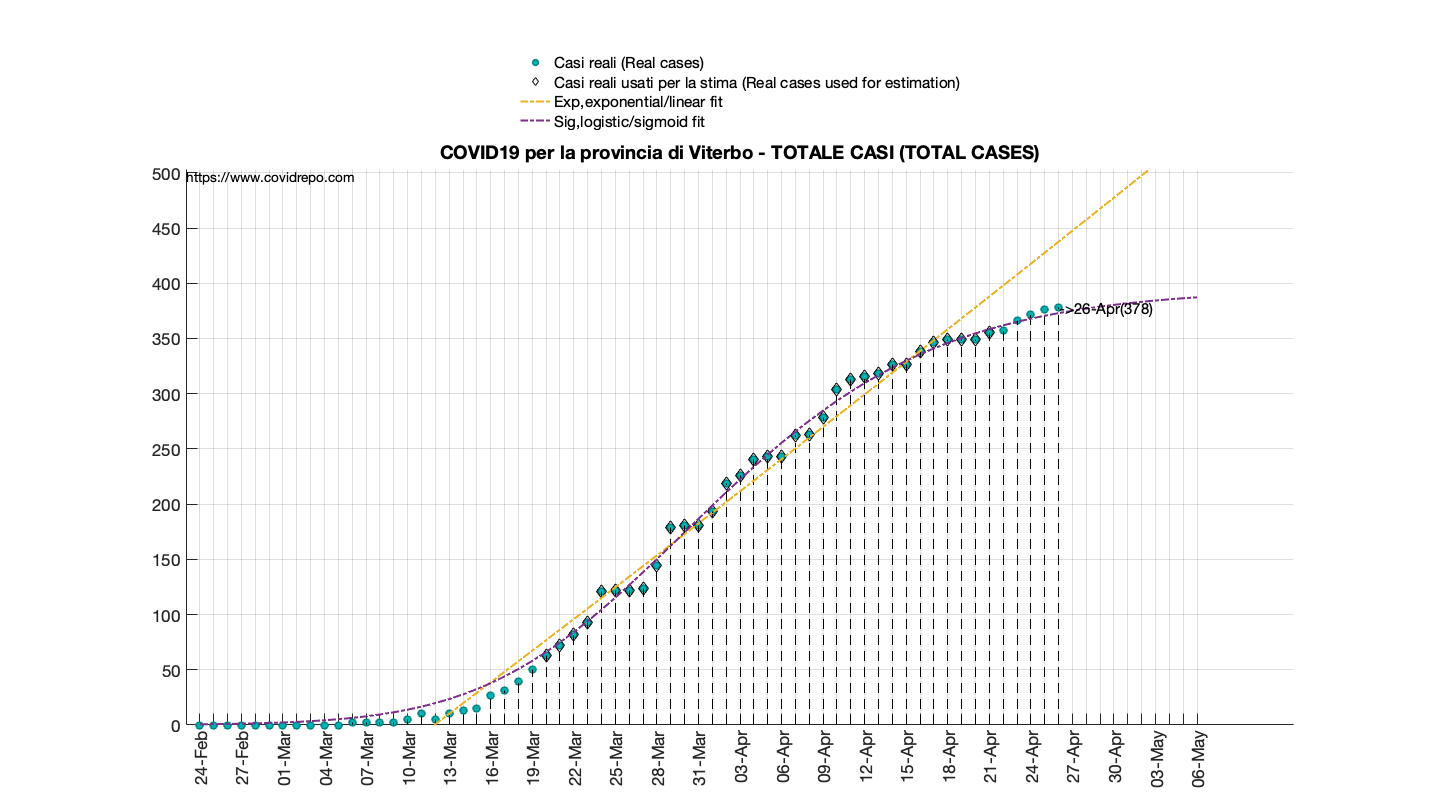 Casi reali (Real cases)
Casi reali usati per la stima (Real cases used for estimation)
Exp,exponential/linear fit
Sig,logistic/sigmoid fit
COVID19 per la provincia di Viterbo - TOTALE CASI (TOTAL CASES)
https://www.covidrepo.com
500
450
400
350
300
250
200
150
100
50
0
->26-Apr(378)
24-Feb
27-Feb
01-Mar
04-Mar
07-Mar
10-Mar
13-Mar
16-Mar
19-Mar
22-Mar
25-Mar
28-Mar
31-Mar
03-Apr
06-Apr
09-Apr
12-Apr
15-Apr
18-Apr
21-Apr
24-Apr
27-Apr
30-Apr
03-May
06-May